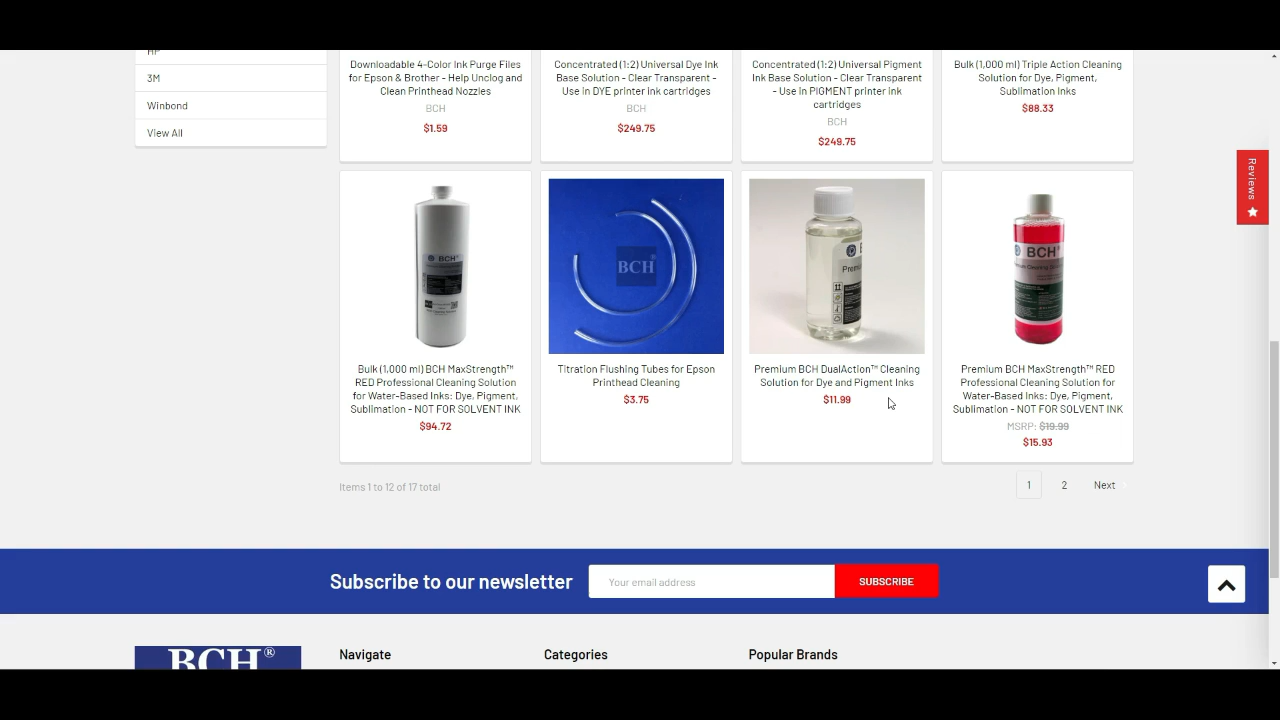 3M
Winbond
View All
Downloadable 4-Color Ink Purge Files
for Epson & Brother - Help Unclog and
Clean Printhead Nozzles
BCH
$1.59
Concentrated (1:2) Universal Dye Ink
Base Solution - Clear Transparent -
Use in DYE printer ink cartridges
BCH
$249.75
Concentrated (1:2) Universal Pigment
Ink Base Solution - Clear Transparent
- Use in PIGMENT printer ink
cartridges
BCH
$249.75
Bulk (1,000 ml) Triple Action Cleaning
Solution for Dye, Pigment,
Sublimation Inks
$88.33
Reviews
BCH
Bulk (1,000 ml) BCH MaxStrength™
RED Professional Cleaning Solution
for Water-Based Inks: Dye, Pigment,
Sublimation - NOT FOR SOLVENT INK
$94.72
BCH
Titration Flushing Tubes for Epson
Printhead Cleaning
$3.75
Premium BCH DualAction™ Cleaning
Solution for Dye and Pigment Inks
$11.99
BCH
Premium BCH MaxStrength™ RED
Professional Cleaning Solution for
Water-Based Inks: Dye, Pigment,
Sublimation - NOT FOR SOLVENT INK
MSRP: $19.99
$15.93
Items 1 to 12 of 17 total
1 2 Next
Subscribe to our newsletter
Your email address
SUBSCRIBE
BCH®
Navigate
Categories
Popular Brands